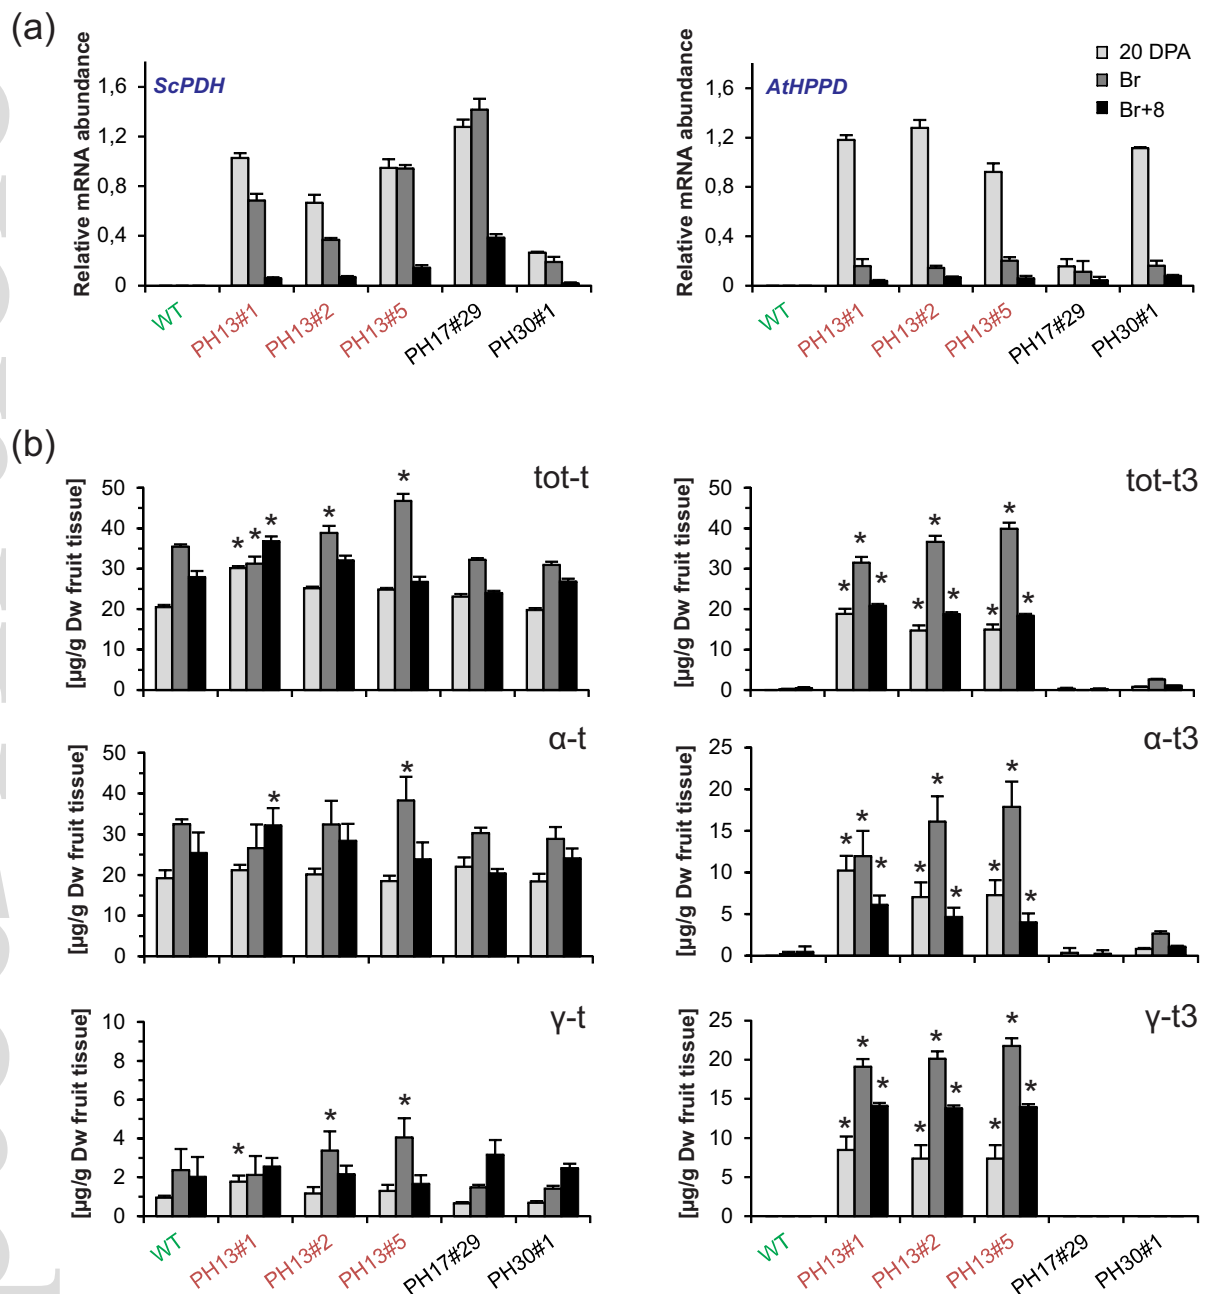 (a)
Relative mRNA abundance
1,6
1,2
0,8
0,4
0
ScPDH
WT
PH13#1
PH13#2
PH13#5
PH17#29
PH30#1
Relative mRNA abundance
1,6
1,2
0,8
0,4
0
AtHPPD
20 DPA
Br
Br+8
WT
PH13#1
PH13#2
PH13#5
PH17#29
PH30#1
(b)
[µg/g Dw fruit tissue]
50
40
30
20
10
0
tot-t
* * *
*
*
[µg/g Dw fruit tissue]
50
40
30
20
10
0
tot-t3
* * *
* * *
* * *
[µg/g Dw fruit tissue]
50
40
30
20
10
0
α-t
*
*
[µg/g Dw fruit tissue]
25
20
15
10
5
0
α-t3
* * *
* * *
* * *
[µg/g Dw fruit tissue]
10
8
6
4
2
0
γ-t
*
*
*
WT
PH13#1
PH13#2
PH13#5
PH17#29
PH30#1
[µg/g Dw fruit tissue]
25
20
15
10
5
0
γ-t3
* * *
* * *
* * *
WT
PH13#1
PH13#2
PH13#5
PH17#29
PH30#1